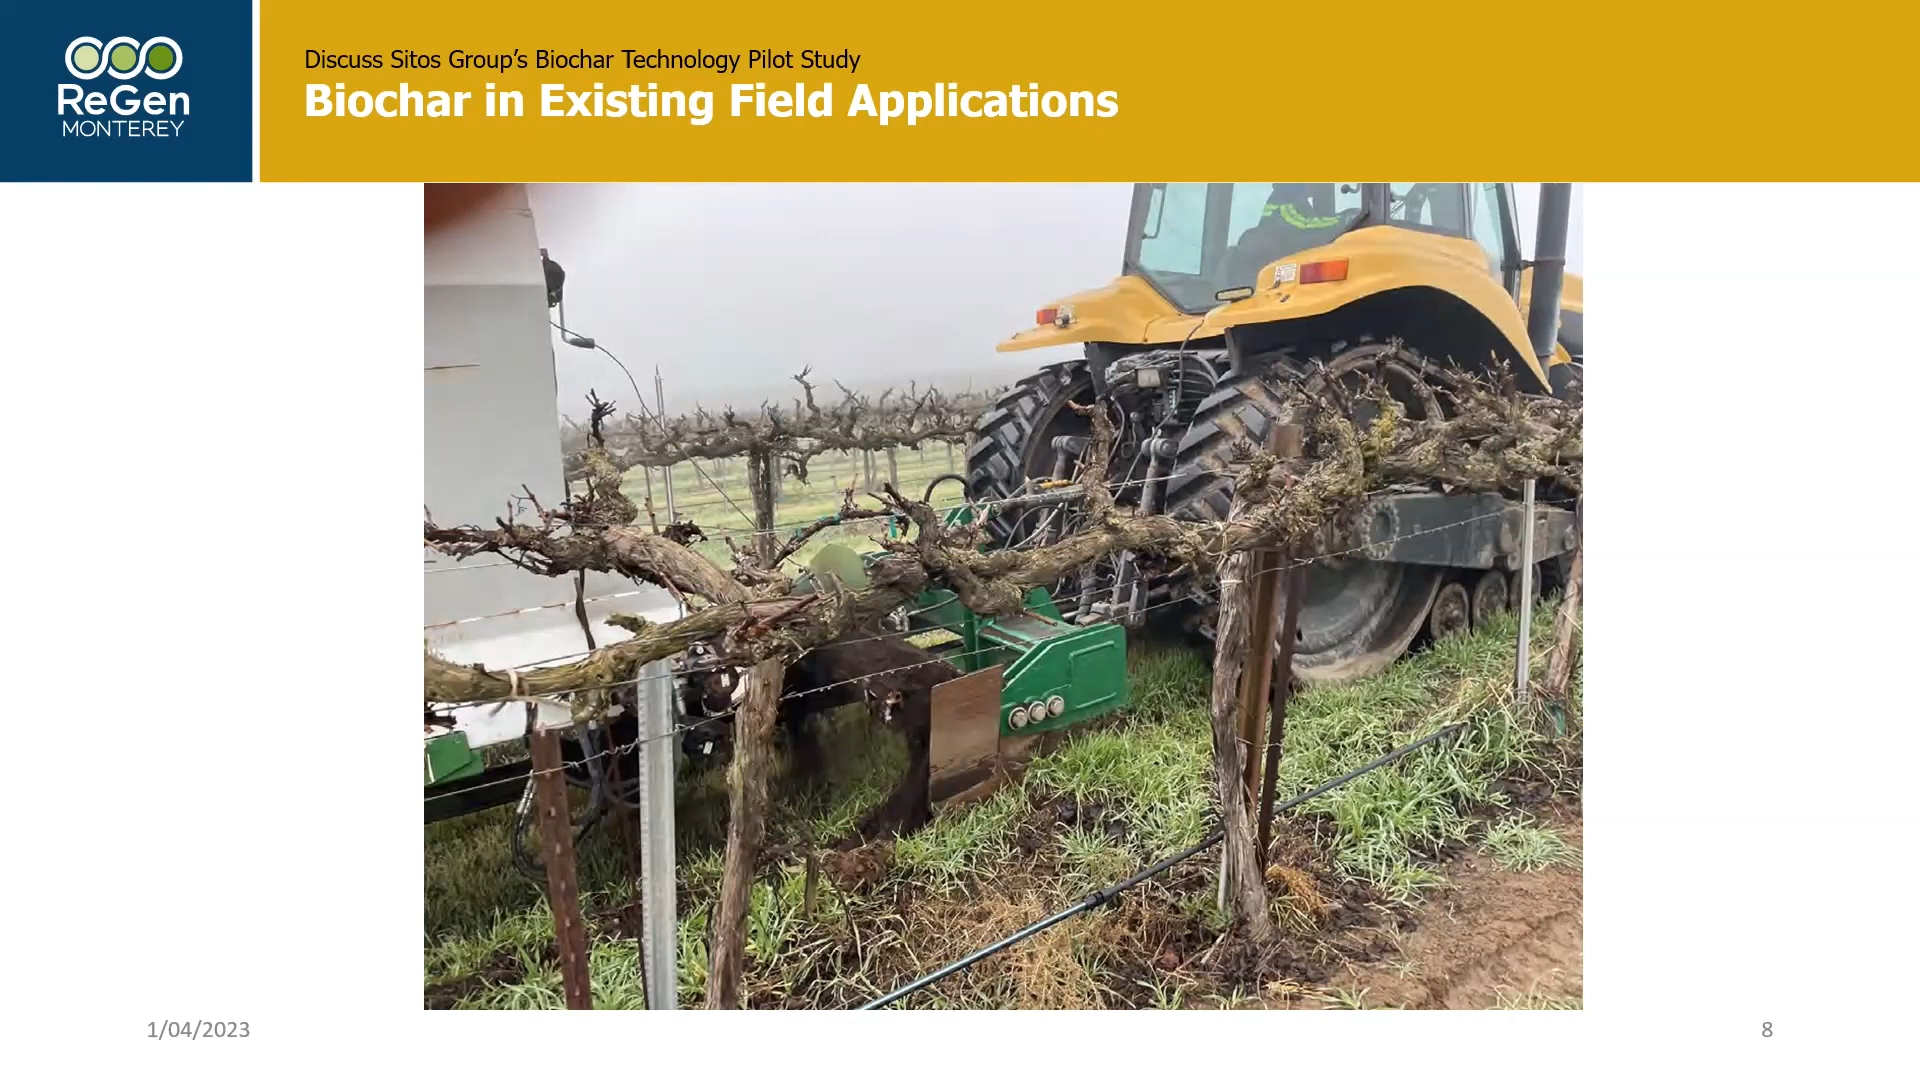 ReGen
MONTEREY
Discuss Sitos Group's Biochar Technology Pilot Study
Biochar in Existing Field Applications
1/04/2023
8